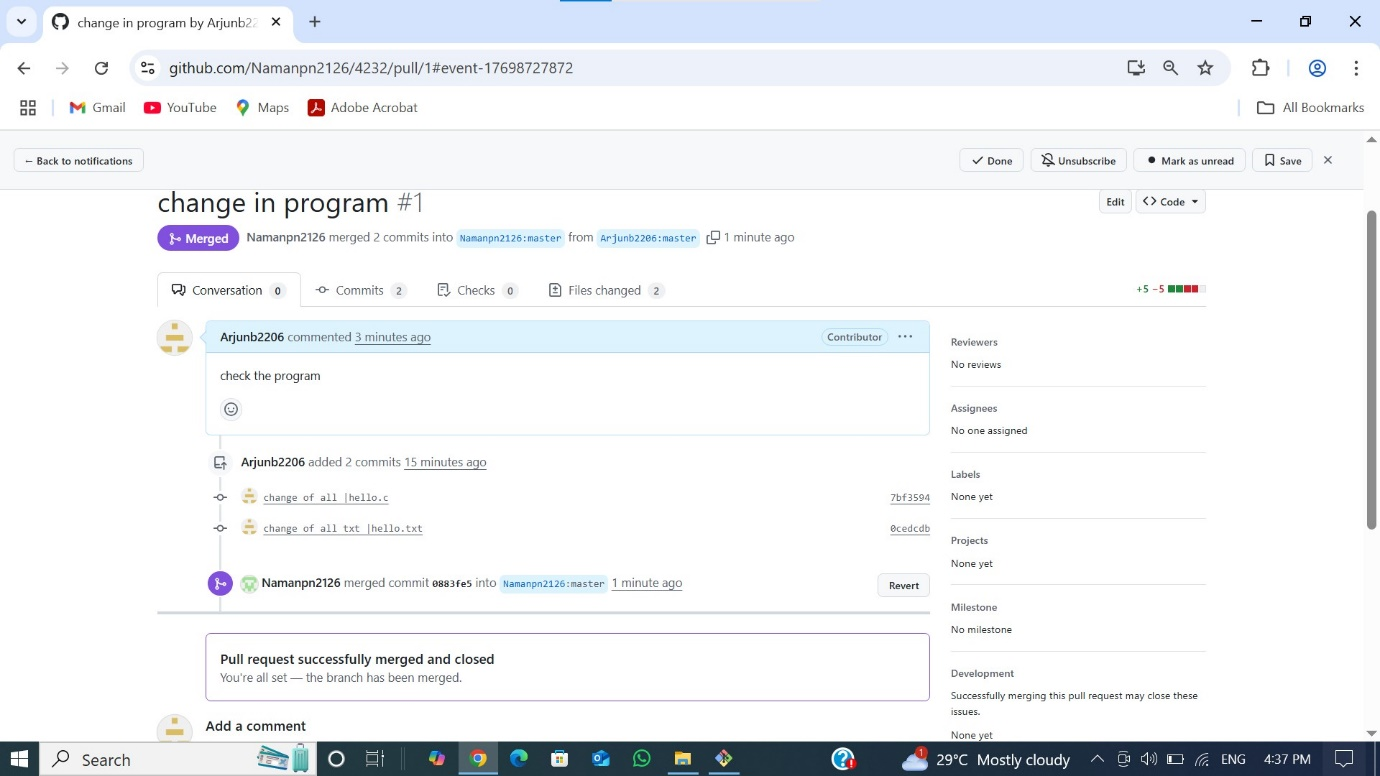 change in program by Arjunb22
github.com/Namanpn2126/4232/pull/1#event-17698727872
Gmail YouTube Maps Adobe Acrobat All Bookmarks
← Back to notifications Done Unsubscribe Mark as unread Save
change in program #1 Edit <> Code
Merged Namanpn2126 merged 2 commits into Namanpn2126:master from Arjunb2206:master 1 minute ago
Conversation 0 Commits 2 Checks 0 Files changed 2 +5 −5
Arjunb2206 commented 3 minutes ago Contributor ···
check the program
Arjunb2206 added 2 commits 15 minutes ago
change of all |hello.c 7bf3594
change of all txt |hello.txt 0cedcdb
Namanpn2126 merged commit 0883fe5 into Namanpn2126:master 1 minute ago Revert
Pull request successfully merged and closed
You're all set — the branch has been merged.
Add a comment
Reviewers
No reviews
Assignees
No one assigned
Labels
None yet
Projects
None yet
Milestone
No milestone
Development
Successfully merging this pull request may close these
issues.
None yet
Search 1 29°C Mostly cloudy ENG 4:37 PM